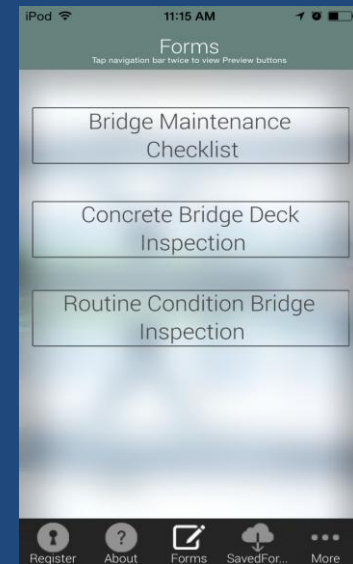 iPod 11:15 AM
Forms
Tap navigation bar twice to view Preview buttons
Bridge Maintenance
Checklist
Concrete Bridge Deck
Inspection
Routine Condition Bridge
Inspection
Register About Forms SavedFor... More